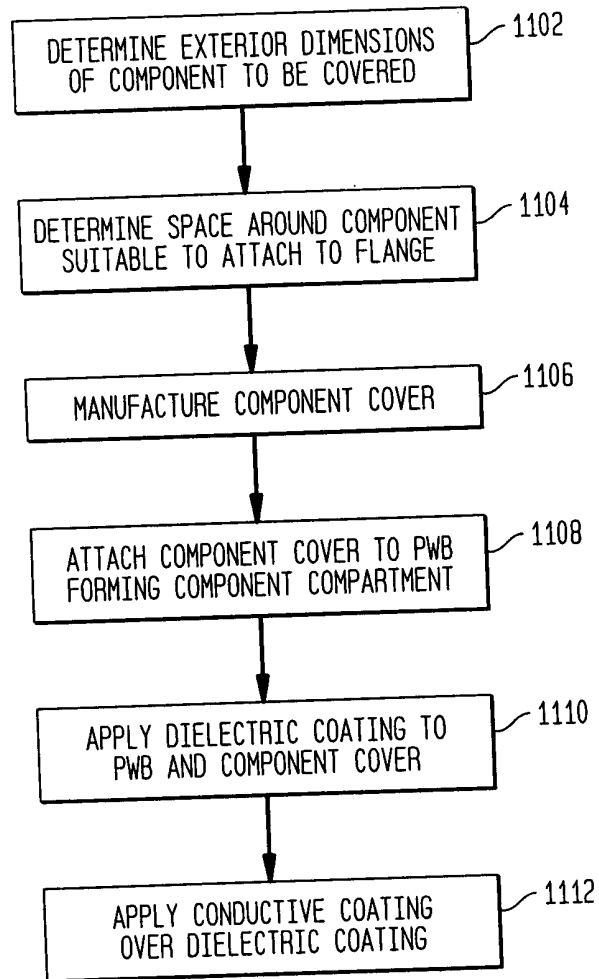 DETERMINE EXTERIOR DIMENSIONS
OF COMPONENT TO BE COVERED
1102
DETERMINE SPACE AROUND COMPONENT
SUITABLE TO ATTACH TO FLANGE
1104
MANUFACTURE COMPONENT COVER
1106
ATTACH COMPONENT COVER TO PWB
FORMING COMPONENT COMPARTMENT
1108
APPLY DIELECTRIC COATING TO
PWB AND COMPONENT COVER
1110
APPLY CONDUCTIVE COATING
OVER DIELECTRIC COATING
1112